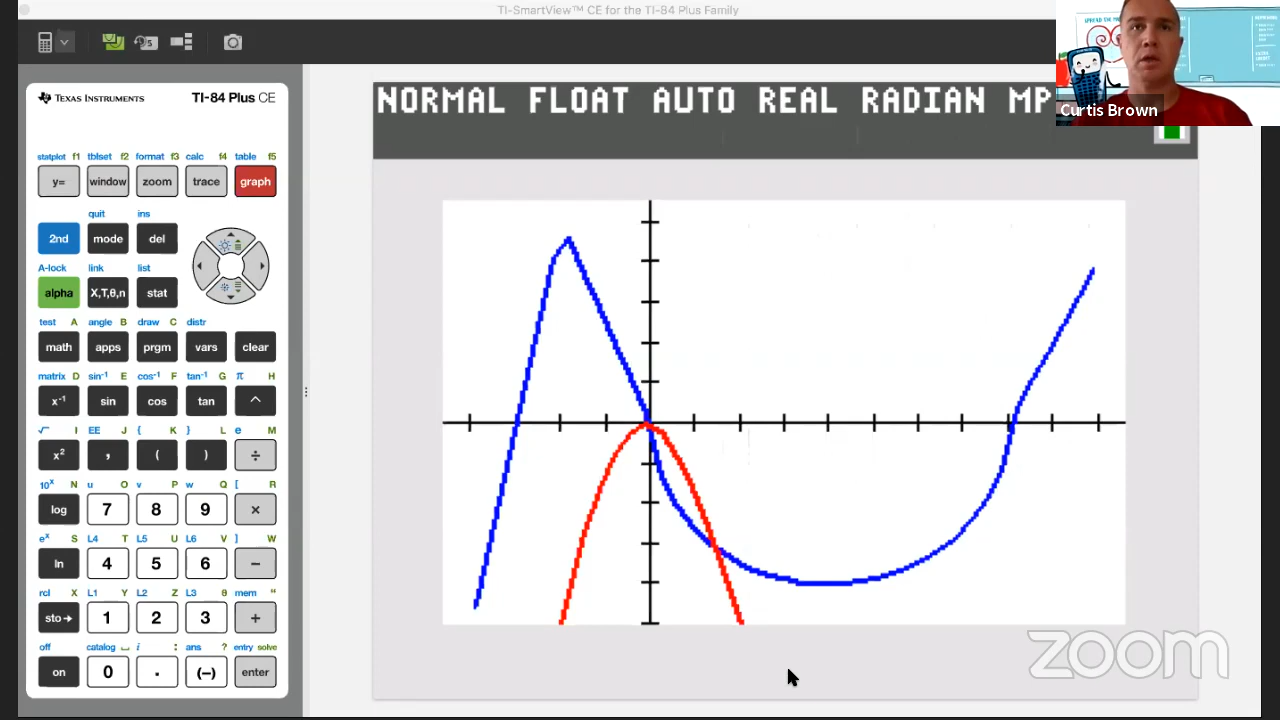 TI-SmartView™ CE for the TI-84 Plus Family
TEXAS INSTRUMENTS
TI-84 Plus CE
NORMAL FLOAT AUTO REAL RADIAN MP
Curtis Brown
statplot f1 tblset f2 format f3 calc f4 table f5
y= window zoom trace graph
quit ins
2nd mode del
A-lock link list
alpha X,T,θ,n stat
test A angle B draw C distr
math apps prgm vars clear
matrix D sin⁻¹ E cos⁻¹ F tan⁻¹ G π H
x⁻¹ sin cos tan ^
√ I EE J { K } L e M
x² , ( ) ÷
10ˣ N u O v P w Q [ R
log 7 8 9 ×
eˣ S L4 T L5 U L6 V ] W
ln 4 5 6 −
rcl X L1 Y L2 Z L3 θ mem "
sto→ 1 2 3 +
off catalog ⎵ i : ans ? entry solve
on 0 . (−) enter
zoom